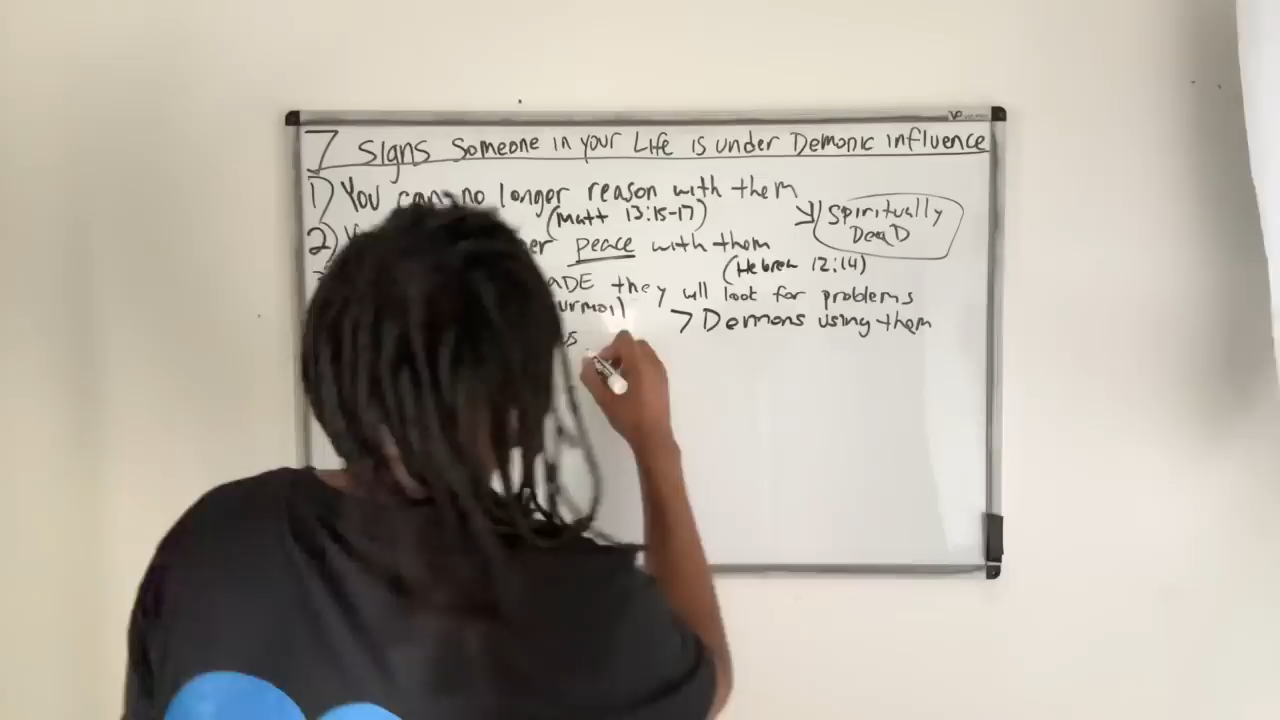 7 Signs Someone in your Life is under Demonic influence
1) You can no longer reason with them
(Matt 13:15-17)
↘ Spiritually
DeaD
2) peace with them
(Hebrew 12:14)
ADE they will look for problems
> Demons using them